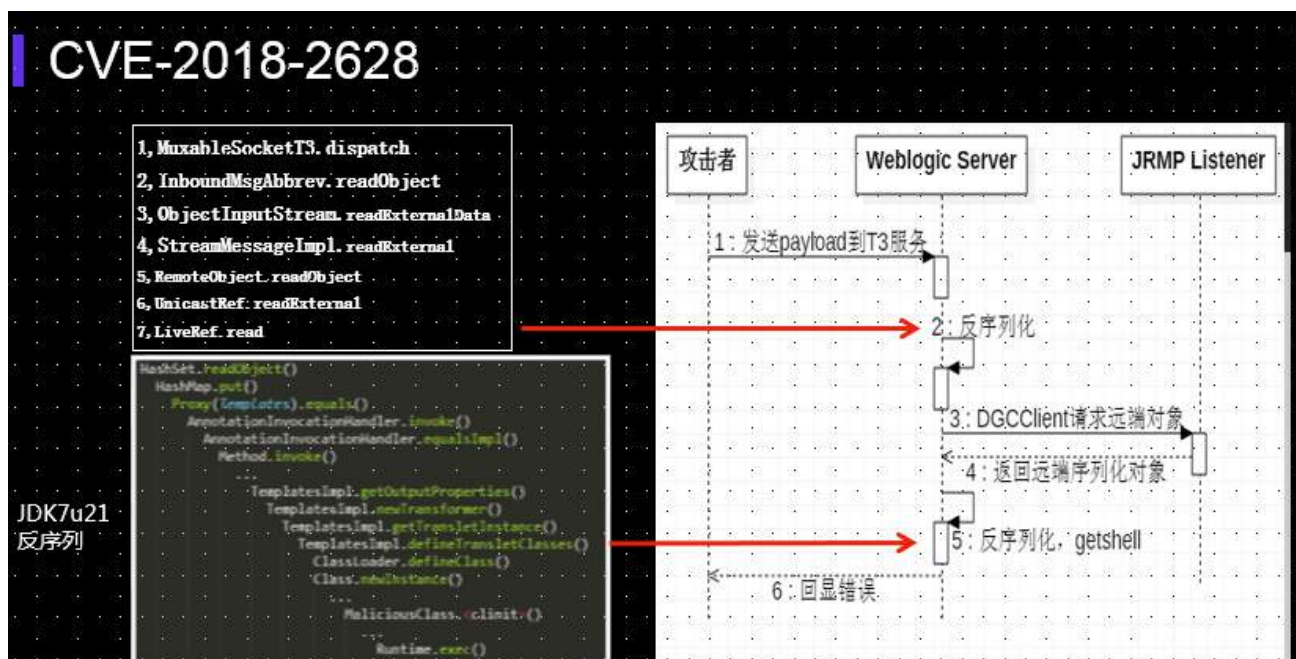 CVE-2018-2628
1,MuxableSocketT3.dispatch
2,InboundMsgAbbrev.readObject
3,ObjectInputStream.readExternalData
4,StreamMessageImpl.readExternal
5,RemoteObject.readObject
6,UnicastRef.readExternal
7,LiveRef.read
HashSet.readObject()
HashMap.put()
Proxy(Templates).equals()
AnnotationInvocationHandler.invoke()
AnnotationInvocationHandler.equalsImpl()
Method.invoke()
...
TemplatesImpl.getOutputProperties()
TemplatesImpl.newTransformer()
TemplatesImpl.getTransletInstance()
TemplatesImpl.defineTransletClasses()
ClassLoader.defineClass()
Class.newInstance()
...
MaliciousClass.<clinit>()
...
Runtime.exec()
JDK7u21
反序列
攻击者
Weblogic Server
JRMP Listener
1：发送payload到T3服务
2：反序列化
3：DGCClient请求远端对象
4：返回远端序列化对象
5：反序列化，getshell
6：回显错误